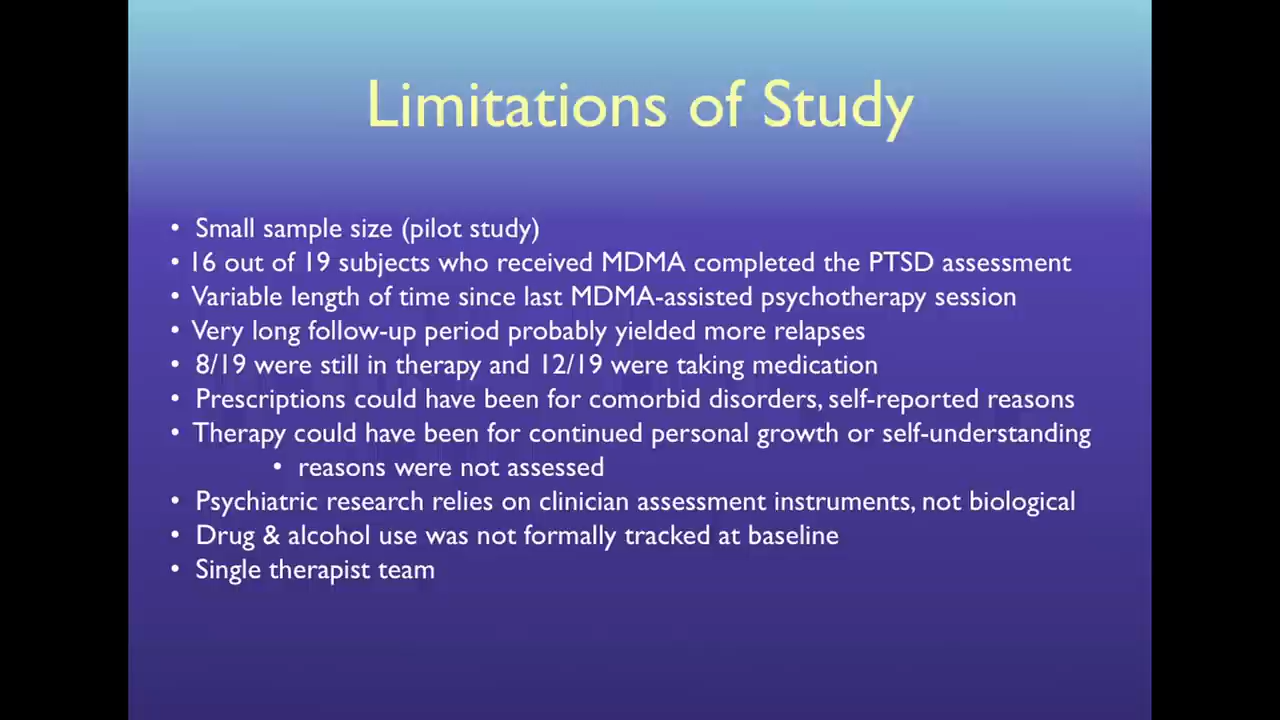 Limitations of Study
• Small sample size (pilot study)
• 16 out of 19 subjects who received MDMA completed the PTSD assessment
• Variable length of time since last MDMA-assisted psychotherapy session
• Very long follow-up period probably yielded more relapses
• 8/19 were still in therapy and 12/19 were taking medication
• Prescriptions could have been for comorbid disorders, self-reported reasons
• Therapy could have been for continued personal growth or self-understanding
• reasons were not assessed
• Psychiatric research relies on clinician assessment instruments, not biological
• Drug & alcohol use was not formally tracked at baseline
• Single therapist team